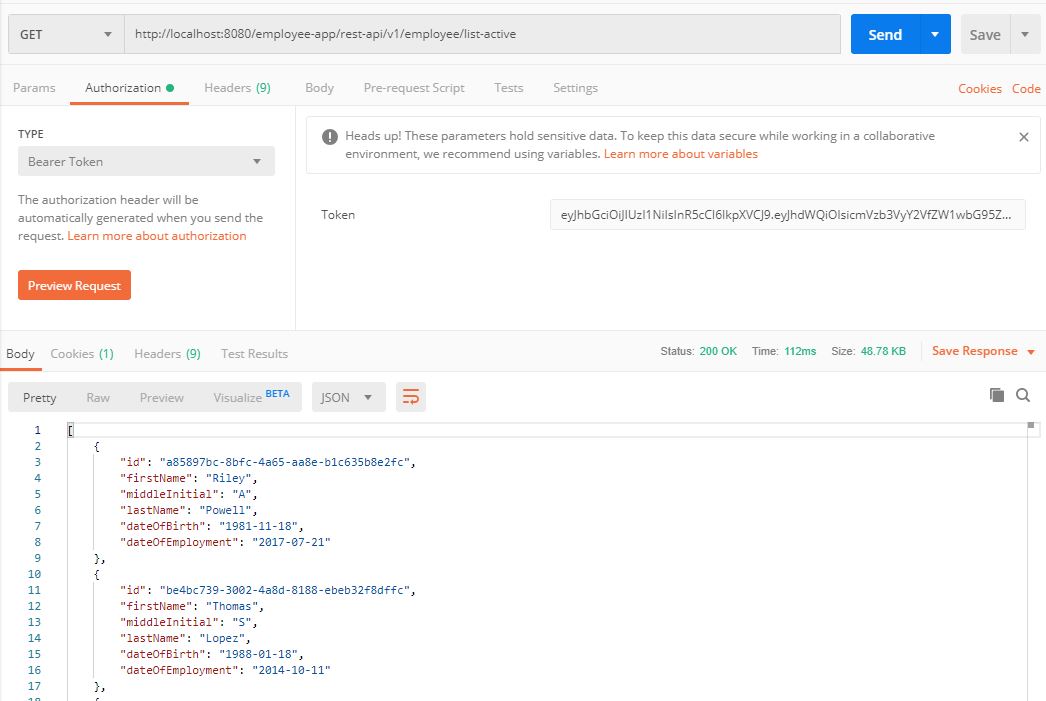 GET
http://localhost:8080/employee-app/rest-api/v1/employee/list-active
Send
Save
Params
Authorization
Headers (9)
Body
Pre-request Script
Tests
Settings
Cookies
Code
TYPE
Bearer Token
The authorization header will be
automatically generated when you send the
request. Learn more about authorization
Preview Request
Heads up! These parameters hold sensitive data. To keep this data secure while working in a collaborative
environment, we recommend using variables. Learn more about variables
Token
eyJhbGciOiJIUzI1NiIsInR5cCI6IkpXVCJ9.eyJhdWQiOlsicmVzb3VyY2VfZW1wbG95Z...
Body
Cookies (1)
Headers (9)
Test Results
Status: 200 OK
Time: 112ms
Size: 48.78 KB
Save Response
Pretty
Raw
Preview
Visualize BETA
JSON
1 [
2 {
3 "id": "a85897bc-8bfc-4a65-aa8e-b1c635b8e2fc",
4 "firstName": "Riley",
5 "middleInitial": "A",
6 "lastName": "Powell",
7 "dateOfBirth": "1981-11-18",
8 "dateOfEmployment": "2017-07-21"
9 },
10 {
11 "id": "be4bc739-3002-4a8d-8188-ebeb32f8dffc",
12 "firstName": "Thomas",
13 "middleInitial": "S",
14 "lastName": "Lopez",
15 "dateOfBirth": "1988-01-18",
16 "dateOfEmployment": "2014-10-11"
17 },